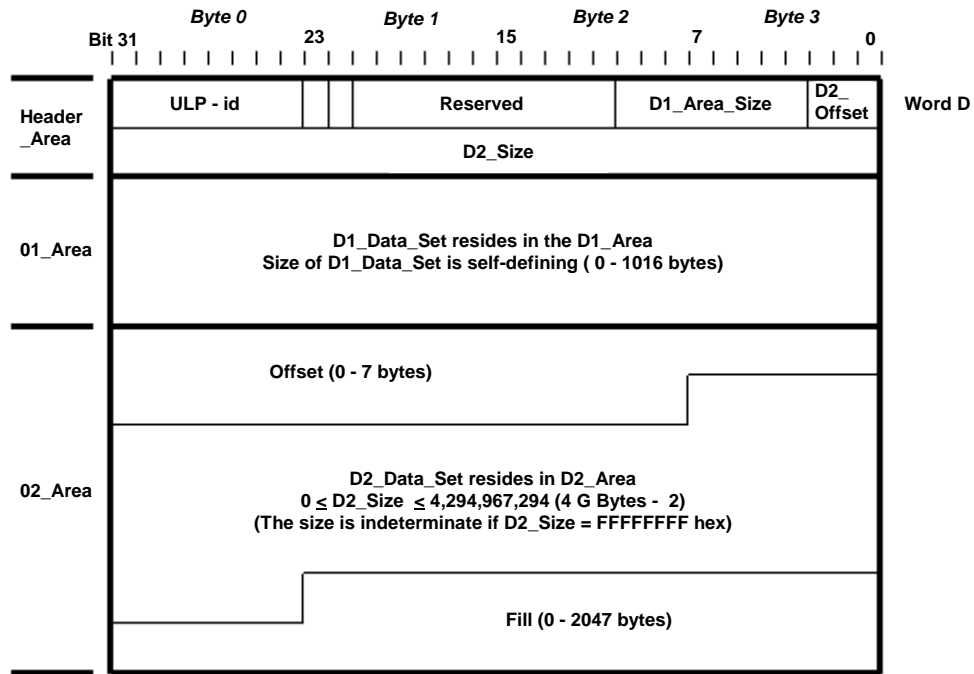 Byte 0 Byte 1 Byte 2 Byte 3
Bit 31 23 15 7 0
Header
_Area
ULP - id Reserved D1_Area_Size D2_
Offset
Word D
D2_Size
01_Area
D1_Data_Set resides in the D1_Area
Size of D1_Data_Set is self-defining ( 0 - 1016 bytes)
Offset (0 - 7 bytes)
02_Area
D2_Data_Set resides in D2_Area
0 ≤ D2_Size ≤ 4,294,967,294 (4 G Bytes - 2)
(The size is indeterminate if D2_Size = FFFFFFFF hex)
Fill (0 - 2047 bytes)